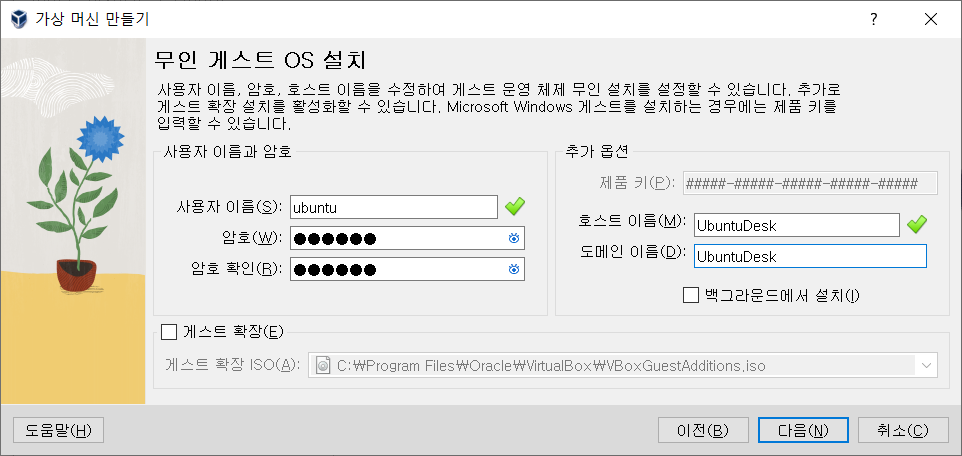 가상 머신 만들기
?
무인 게스트 OS 설치
사용자 이름, 암호, 호스트 이름을 수정하여 게스트 운영 체제 무인 설치를 설정할 수 있습니다. 추가로
게스트 확장 설치를 활성화할 수 있습니다. Microsoft Windows 게스트를 설치하는 경우에는 제품 키를
입력할 수 있습니다.
사용자 이름과 암호
사용자 이름(S): ubuntu
암호(W): ●●●●●●
암호 확인(R): ●●●●●●
추가 옵션
제품 키(P): #####-#####-#####-#####-#####
호스트 이름(M): UbuntuDesk
도메인 이름(D): UbuntuDesk
백그라운드에서 설치(I)
게스트 확장(E)
게스트 확장 ISO(A): C:₩Program Files₩Oracle₩VirtualBox₩VBoxGuestAdditions.iso
도움말(H) 이전(B) 다음(N) 취소(C)